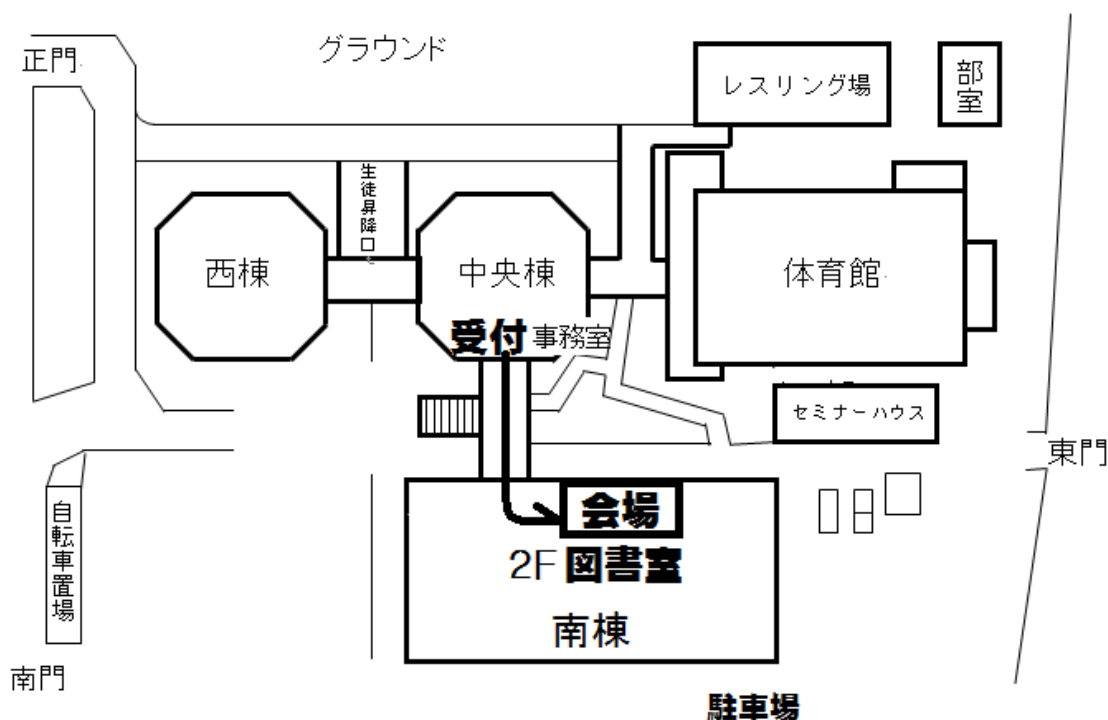 グラウンド
正門
レスリング場
部室
生徒昇降口
西棟
中央棟
体育館
受付 事務室
セミナーハウス
東門
自転車置場
会場
2F 図書室
南棟
南門
駐車場